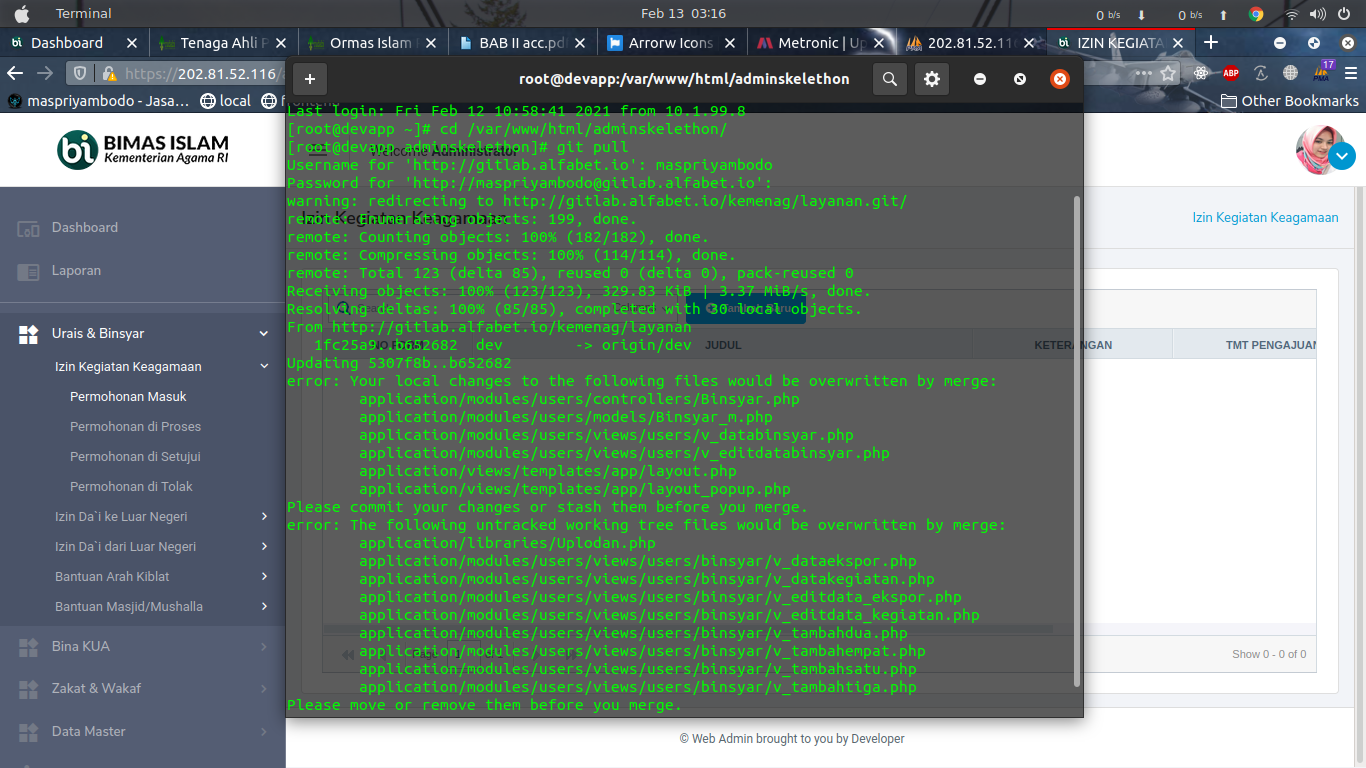 Terminal
Feb 13 03:16
0 b/s
0 b/s
Dashboard
Tenaga Ahli P
Ormas Islam
BAB II acc.pdf
Arrorw Icons
Metronic | Up
202.81.52.116
IZIN KEGIATA
https://202.81.52.116/
ABP
17
PMA
maspriyambodo - Jasa...
local
Other Bookmarks
root@devapp:/var/www/html/adminskelethon
BIMAS ISLAM
Kementerian Agama RI
Welcome Administrator
Izin Kegiatan Keagamaan
Izin Kegiatan Keagamaan
Dashboard
Laporan
Urais & Binsyar
Izin Kegiatan Keagamaan
Permohonan Masuk
Permohonan di Proses
Permohonan di Setujui
Permohonan di Tolak
Izin Da`i ke Luar Negeri
Izin Da`i dari Luar Negeri
Bantuan Arah Kiblat
Bantuan Masjid/Mushalla
Bina KUA
Zakat & Wakaf
Data Master
Last login: Fri Feb 12 10:58:41 2021 from 10.1.99.8
[root@devapp ~]# cd /var/www/html/adminskelethon/
[root@devapp adminskelethon]# git pull
Username for 'http://gitlab.alfabet.io': maspriyambodo
Password for 'http://maspriyambodo@gitlab.alfabet.io':
warning: redirecting to http://gitlab.alfabet.io/kemenag/layanan.git/
remote: Enumerating objects: 199, done.
remote: Counting objects: 100% (182/182), done.
remote: Compressing objects: 100% (114/114), done.
remote: Total 123 (delta 85), reused 0 (delta 0), pack-reused 0
Receiving objects: 100% (123/123), 329.83 KiB | 3.37 MiB/s, done.
Resolving deltas: 100% (85/85), completed with 30 local objects.
From http://gitlab.alfabet.io/kemenag/layanan
1fc25a9..b652682 dev -> origin/dev
Updating 5307f8b..b652682
error: Your local changes to the following files would be overwritten by merge:
application/modules/users/controllers/Binsyar.php
application/modules/users/models/Binsyar_m.php
application/modules/users/views/users/v_databinsyar.php
application/modules/users/views/users/v_editdatabinsyar.php
application/views/templates/app/layout.php
application/views/templates/app/layout_popup.php
Please commit your changes or stash them before you merge.
error: The following untracked working tree files would be overwritten by merge:
application/libraries/Uplodan.php
application/modules/users/views/users/binsyar/v_dataekspor.php
application/modules/users/views/users/binsyar/v_datakegiatan.php
application/modules/users/views/users/binsyar/v_editdata_ekspor.php
application/modules/users/views/users/binsyar/v_editdata_kegiatan.php
application/modules/users/views/users/binsyar/v_tambahdua.php
application/modules/users/views/users/binsyar/v_tambahempat.php
application/modules/users/views/users/binsyar/v_tambahsatu.php
application/modules/users/views/users/binsyar/v_tambahtiga.php
Please move or remove them before you merge.
JUDUL
KETERANGAN
TMT PENGAJUAN
Show 0 - 0 of 0
© Web Admin brought to you by Developer